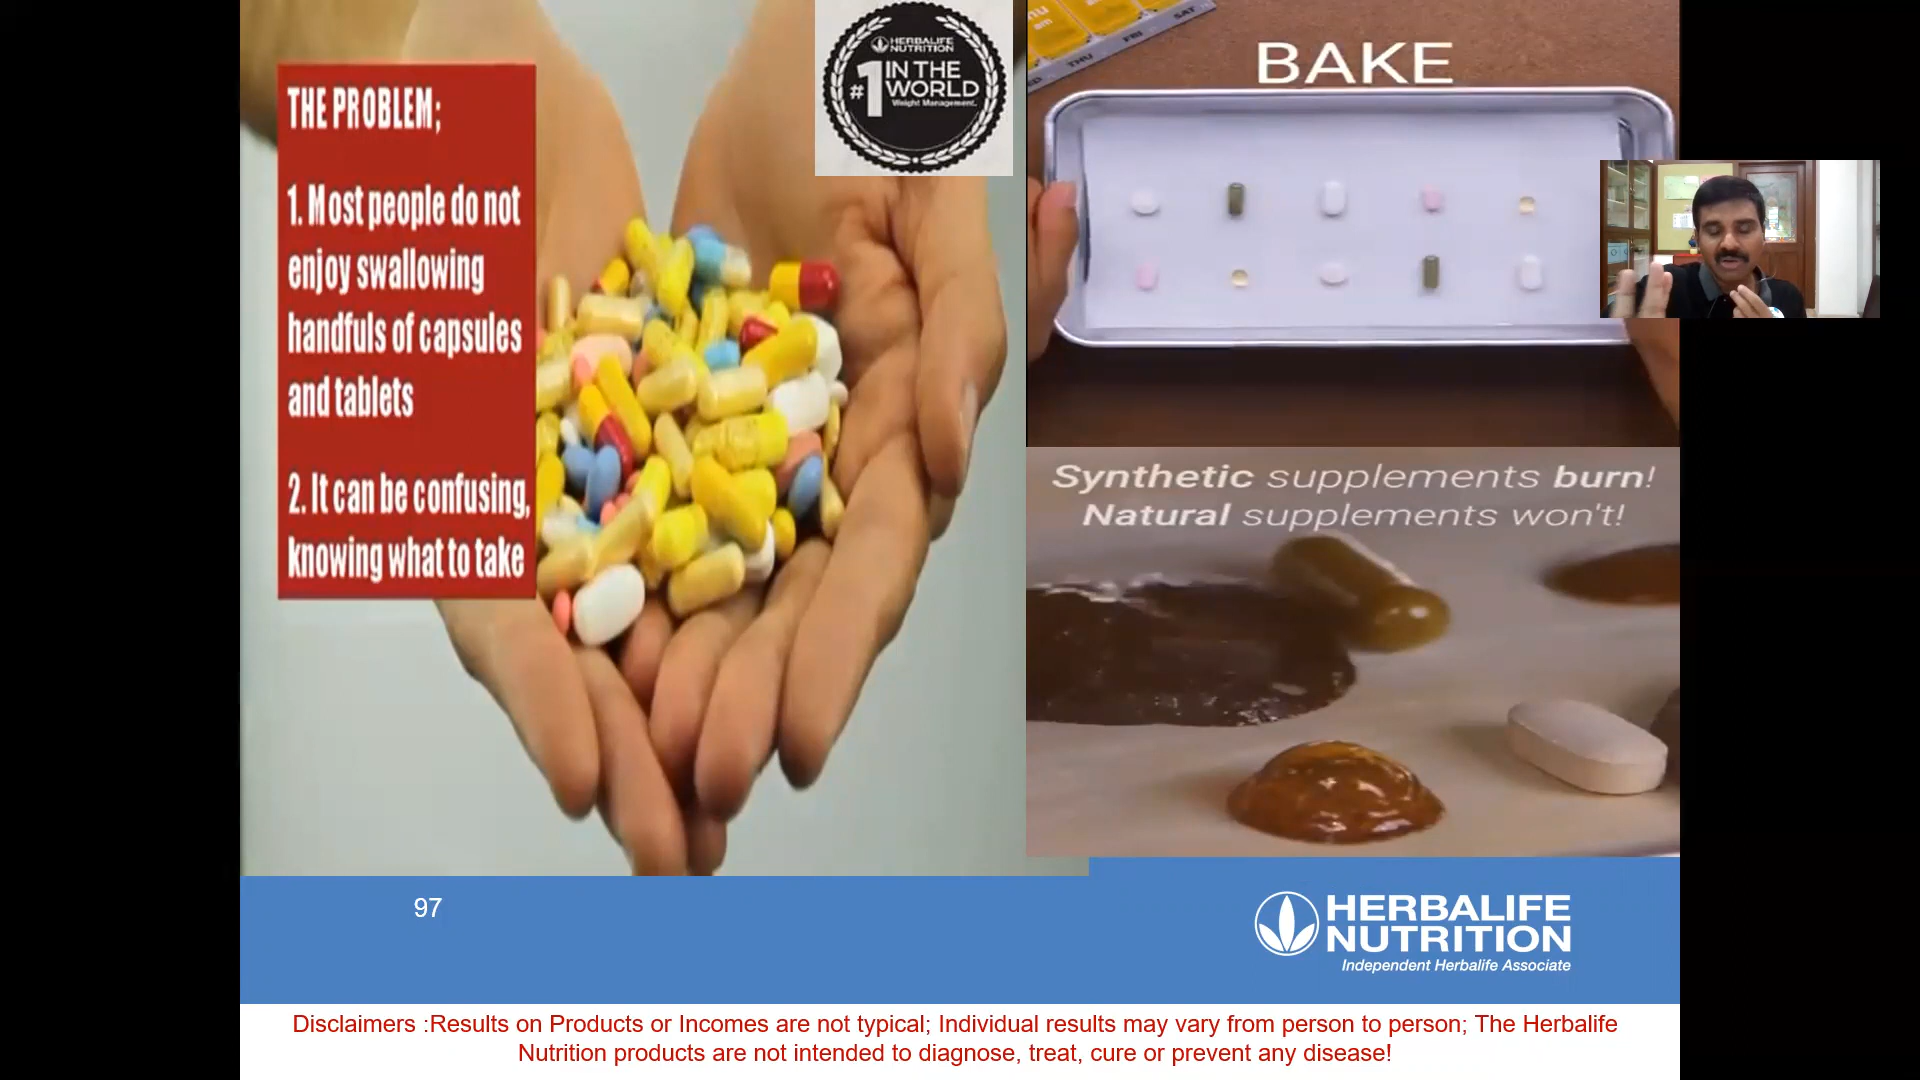 THE PROBLEM;
1. Most people do not
enjoy swallowing
handfuls of capsules
and tablets
2. It can be confusing,
knowing what to take
HERBALIFE
NUTRITION
#1 IN THE
WORLD
Weight Management.
THU
am
FRI
SAT
BAKE
Synthetic supplements burn!
Natural supplements won't!
97
HERBALIFE
NUTRITION
Independent Herbalife Associate
Disclaimers :Results on Products or Incomes are not typical; Individual results may vary from person to person; The Herbalife
Nutrition products are not intended to diagnose, treat, cure or prevent any disease!